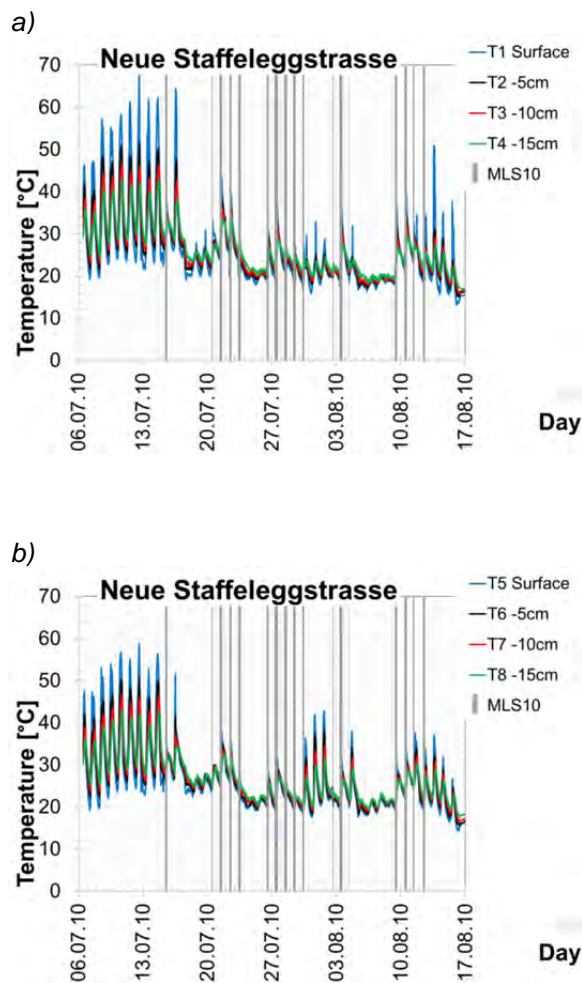 a)
Neue Staffeleggstrasse
Temperature [°C]
70
60
50
40
30
20
10
0
06.07.10
13.07.10
20.07.10
27.07.10
03.08.10
10.08.10
17.08.10
Day
T1 Surface
T2 -5cm
T3 -10cm
T4 -15cm
MLS10
b)
Neue Staffeleggstrasse
Temperature [°C]
70
60
50
40
30
20
10
0
06.07.10
13.07.10
20.07.10
27.07.10
03.08.10
10.08.10
17.08.10
Day
T5 Surface
T6 -5cm
T7 -10cm
T8 -15cm
MLS10